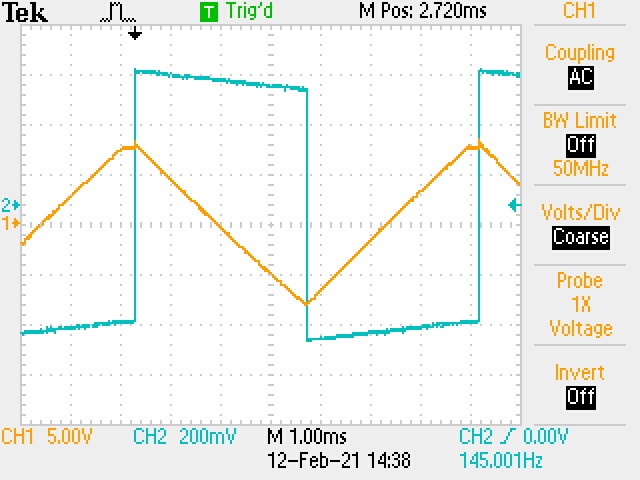 Tek T Trig'd M Pos: 2.720ms CH1
Coupling
AC
BW Limit
Off
50MHz
2
1
Volts/Div
Coarse
Probe
1X
Voltage
Invert
Off
CH1 5.00V CH2 200mV M 1.00ms CH2 0.00V
12-Feb-21 14:38 145.001Hz